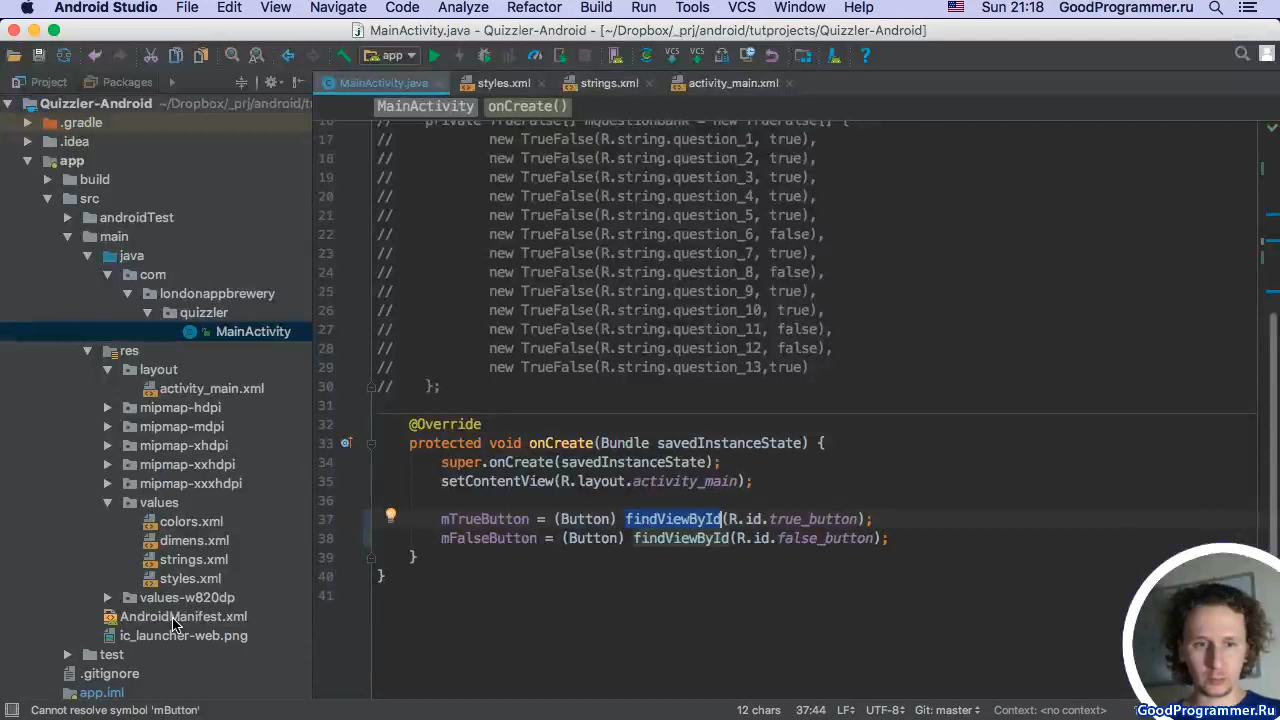 Android Studio File Edit View Navigate Code Analyze Refactor Build Run Tools VCS Window Help Sun 21:18 GoodProgrammer.ru
MainActivity.java - Quizzler-Android - [~/Dropbox/_prj/android/tutprojects/Quizzler-Android]
app VCS VCS
Project Packages MainActivity.java styles.xml strings.xml activity_main.xml
Quizzler-Android ~/Dropbox/_prj/android/tu
MainActivity onCreate()
.gradle
.idea
app
build
src
androidTest
main
java
com
londonappbrewery
quizzler
MainActivity
res
layout
activity_main.xml
mipmap-hdpi
mipmap-mdpi
mipmap-xhdpi
mipmap-xxhdpi
mipmap-xxxhdpi
values
colors.xml
dimens.xml
strings.xml
styles.xml
values-w820dp
AndroidManifest.xml
ic_launcher-web.png
test
.gitignore
app.iml
16 // private TrueFalse[] mQuestionBank = new TrueFalse[] {
17 // new TrueFalse(R.string.question_1, true),
18 // new TrueFalse(R.string.question_2, true),
19 // new TrueFalse(R.string.question_3, true),
20 // new TrueFalse(R.string.question_4, true),
21 // new TrueFalse(R.string.question_5, true),
22 // new TrueFalse(R.string.question_6, false),
23 // new TrueFalse(R.string.question_7, true),
24 // new TrueFalse(R.string.question_8, false),
25 // new TrueFalse(R.string.question_9, true),
26 // new TrueFalse(R.string.question_10, true),
27 // new TrueFalse(R.string.question_11, false),
28 // new TrueFalse(R.string.question_12, false),
29 // new TrueFalse(R.string.question_13,true)
30 // };
31
32 @Override
33 protected void onCreate(Bundle savedInstanceState) {
34 super.onCreate(savedInstanceState);
35 setContentView(R.layout.activity_main);
36
37 mTrueButton = (Button) findViewById(R.id.true_button);
38 mFalseButton = (Button) findViewById(R.id.false_button);
39 }
40 }
41
Cannot resolve symbol 'mButton' 12 chars 37:44 LF÷ UTF-8÷ Git: master÷ Context: <no context>
GoodProgrammer.Ru